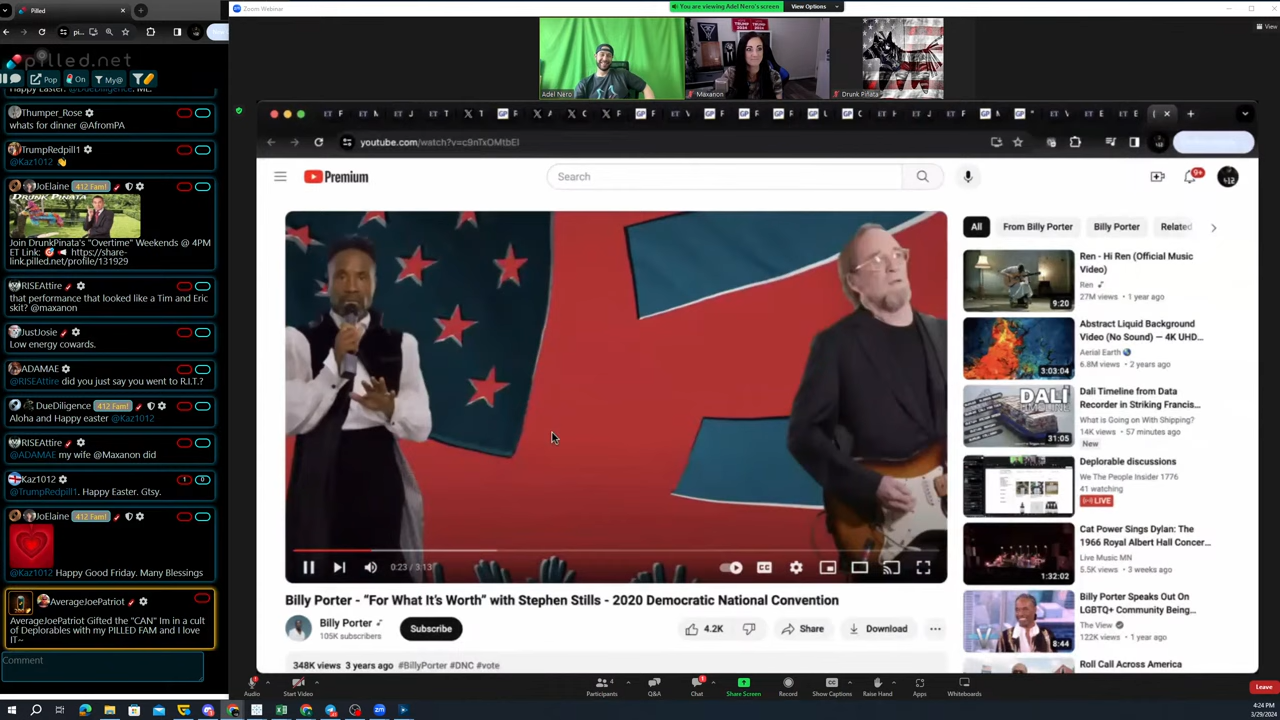 Pilled
Zoom Webinar
You are viewing Adel Nero's screen
View Options
View
pilled.net
Pop
On
My@
Thumper_Rose
whats for dinner @AfromPA
TrumpRedpill1
@Kaz1012
JoElaine
412 Fam!
DRUNK PINATA
Join DrunkPinata's "Overtime" Weekends @ 4PM
ET Link:
https://share-
link.pilled.net/profile/131929
RISEAttire
that performance that looked like a Tim and Eric
skit? @maxanon
JustJosie
Low energy cowards.
ADAMAE
@RISEAttire did you just say you went to R.I.T.?
DueDiligence
412 Fam!
Aloha and Happy easter @Kaz1012
RISEAttire
@ADAMAE my wife @Maxanon did
Kaz1012
1
0
@TrumpRedpill1. Happy Easter. Gtsy.
JoElaine
412 Fam!
@Kaz1012 Happy Good Friday. Many Blessings
AverageJoePatriot
AverageJoePatriot Gifted the "CAN" Im in a cult
of Deplorables with my PILLED FAM and I love
Comment
Adel Nero
Maxanon
Drunk Piñata
youtube.com/watch?v=c9nTxOMtbEI
Premium
Search
9+
412
0:23 / 3:13
Billy Porter - "For What It's Worth" with Stephen Stills - 2020 Democratic National Convention
Billy Porter
105K subscribers
Subscribe
4.2K
Share
Download
348K views 3 years ago #BillyPorter #DNC #vote
All
From Billy Porter
Billy Porter
Related
Ren - Hi Ren (Official Music
Video)
Ren
27M views • 1 year ago
9:20
Abstract Liquid Background
Video (No Sound) — 4K UHD...
Aerial Earth
6.8M views • 2 years ago
3:03:04
Dali Timeline from Data
Recorder in Striking Francis...
What is Going on With Shipping?
14K views • 57 minutes ago
New
DALI
31:05
Deplorable discussions
We The People Insider 1776
41 watching
LIVE
Cat Power Sings Dylan: The
1966 Royal Albert Hall Concer...
Live Music MN
5.5K views • 3 weeks ago
1:32:02
Billy Porter Speaks Out On
LGBTQ+ Community Being...
The View
122K views • 1 year ago
8:44
Roll Call Across America
Audio
Start Video
Participants
4
Q&A
Chat
1
Share Screen
Record
Show Captions
Raise Hand
Apps
Whiteboards
Leave
4:24 PM
3/29/2024